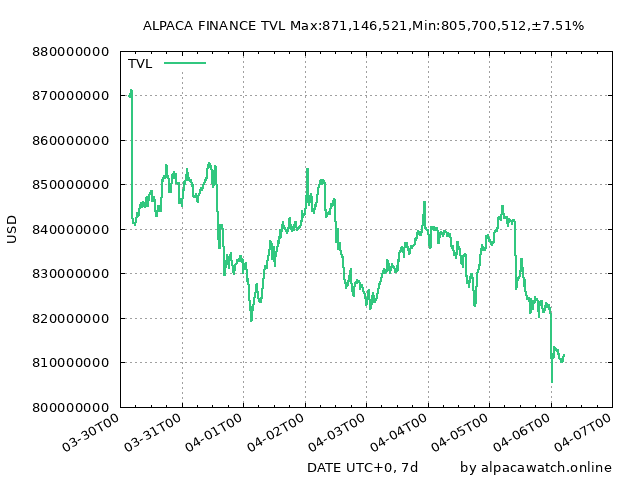 ALPACA FINANCE TVL Max:871,146,521,Min:805,700,512,±7.51%
TVL
USD
880000000
870000000
860000000
850000000
840000000
830000000
820000000
810000000
800000000
03-30T00
03-31T00
04-01T00
04-02T00
04-03T00
04-04T00
04-05T00
04-06T00
04-07T00
DATE UTC+0, 7d
by alpacawatch.online